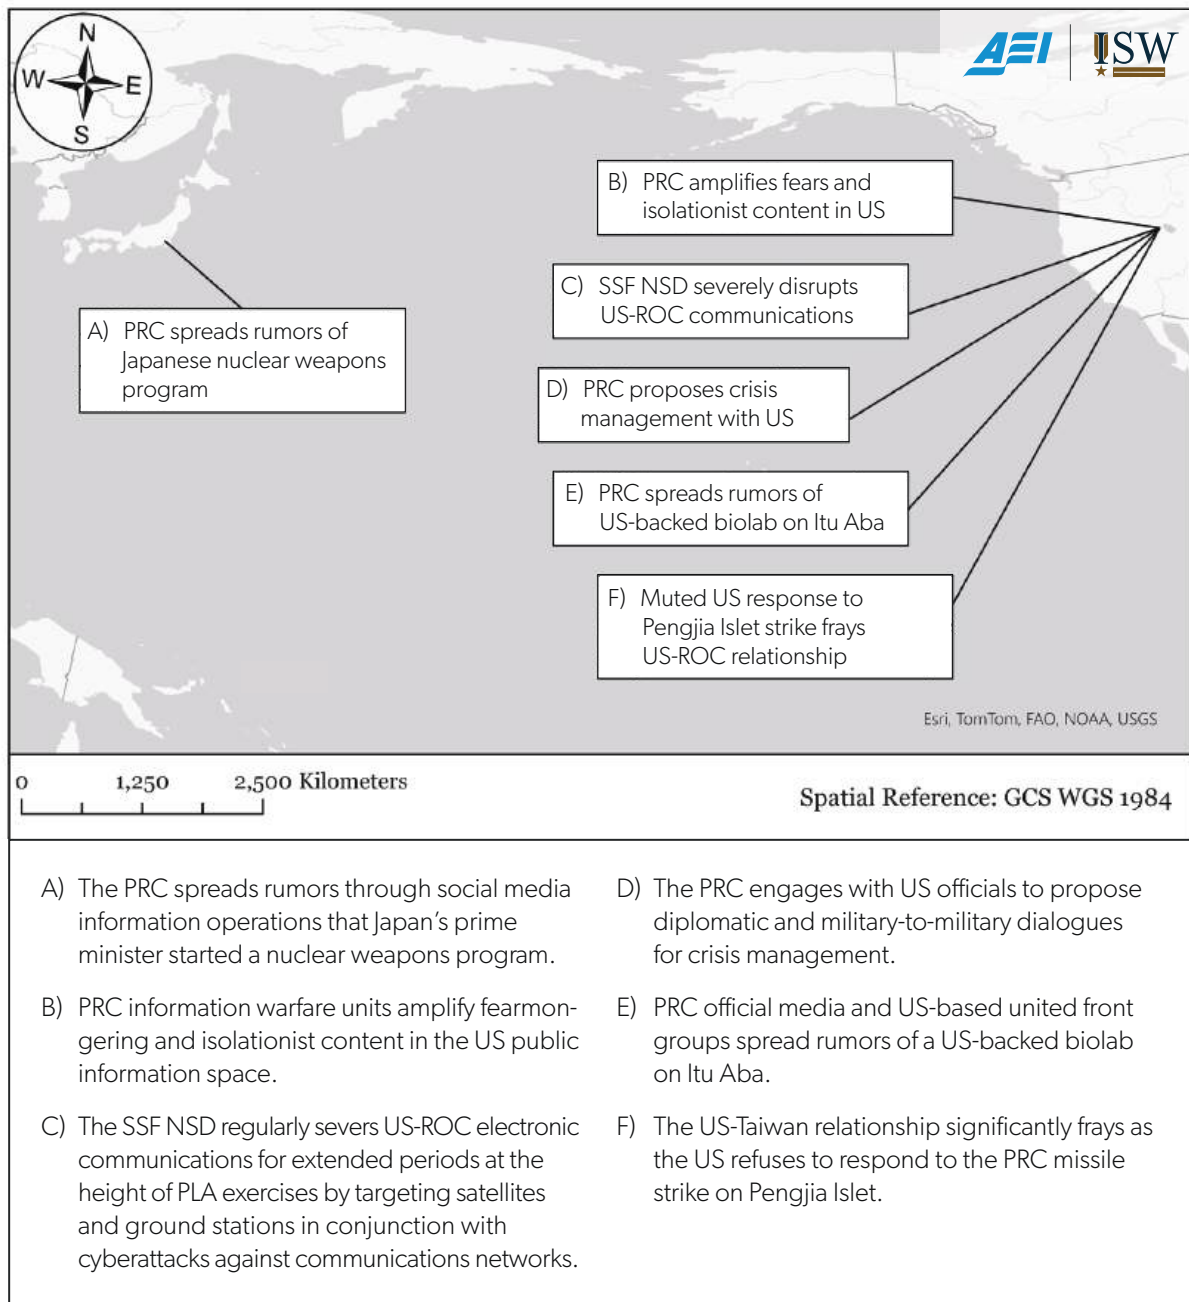 N
W
E
S
AEI
ISW
B) PRC amplifies fears and
isolationist content in US
C) SSF NSD severely disrupts
US-ROC communications
A) PRC spreads rumors of
Japanese nuclear weapons
program
D) PRC proposes crisis
management with US
E) PRC spreads rumors of
US-backed biolab on Itu Aba
F) Muted US response to
Pengjia Islet strike frays
US-ROC relationship
Esri, TomTom, FAO, NOAA, USGS
0 1,250 2,500 Kilometers
Spatial Reference: GCS WGS 1984
A) The PRC spreads rumors through social media
information operations that Japan’s prime
minister started a nuclear weapons program.
B) PRC information warfare units amplify fearmon-
gering and isolationist content in the US public
information space.
C) The SSF NSD regularly severs US-ROC electronic
communications for extended periods at the
height of PLA exercises by targeting satellites
and ground stations in conjunction with
cyberattacks against communications networks.
D) The PRC engages with US officials to propose
diplomatic and military-to-military dialogues
for crisis management.
E) PRC official media and US-based united front
groups spread rumors of a US-backed biolab
on Itu Aba.
F) The US-Taiwan relationship significantly frays as
the US refuses to respond to the PRC missile
strike on Pengjia Islet.